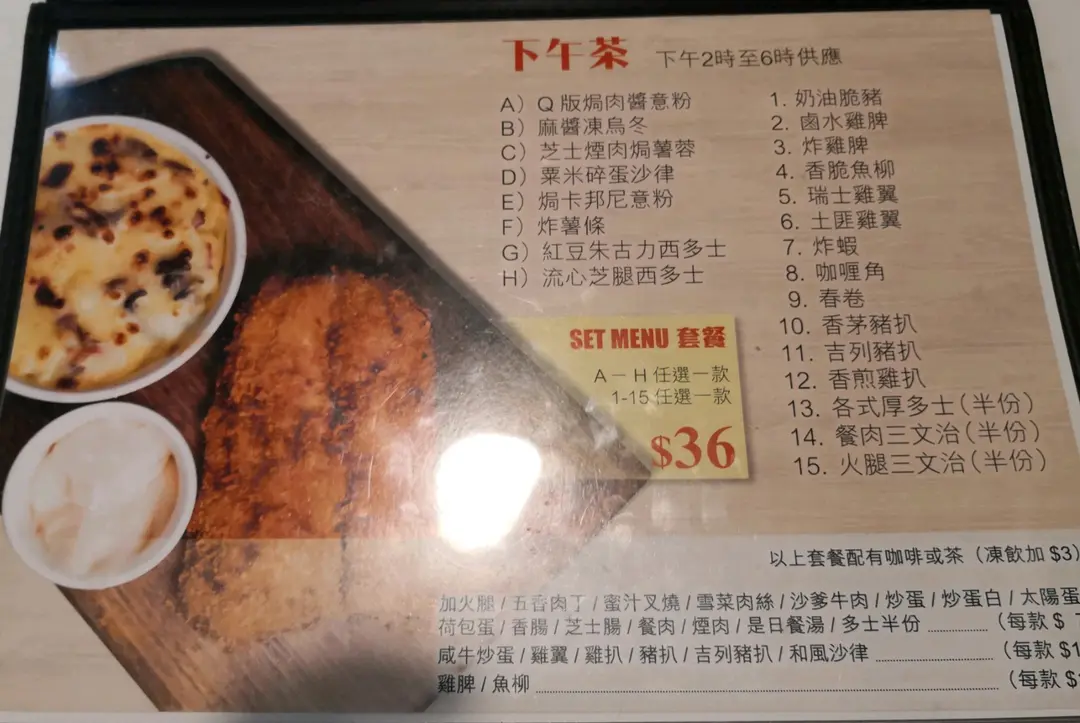 下午茶 下午2時至6時供應
A) Q版焗肉醬意粉
B) 麻醬凍烏冬
C) 芝士煙肉焗薯蓉
D) 粟米碎蛋沙律
E) 焗卡邦尼意粉
F) 炸薯條
G) 紅豆朱古力西多士
H) 流心芝腿西多士
1. 奶油脆豬
2. 鹵水雞脾
3. 炸雞脾
4. 香脆魚柳
5. 瑞士雞翼
6. 土匪雞翼
7. 炸蝦
8. 咖喱角
9. 春卷
10. 香茅豬扒
11. 吉列豬扒
12. 香煎雞扒
13. 各式厚多士(半份)
14. 餐肉三文治(半份)
15. 火腿三文治(半份)
SET MENU 套餐
A－H 任選一款
1-15 任選一款
$36
以上套餐配有咖啡或茶 (凍飲加 $3)
加火腿 / 五香肉丁 / 蜜汁叉燒 / 雪菜肉絲 / 沙爹牛肉 / 炒蛋 / 炒蛋白 / 太陽蛋
荷包蛋 / 香腸 / 芝士腸 / 餐肉 / 煙肉 / 是日餐湯 / 多士半份 (每款 $
咸牛炒蛋 / 雞翼 / 雞扒 / 豬扒 / 吉列豬扒 / 和風沙律 (每款 $1
雞脾 / 魚柳 (每款 $